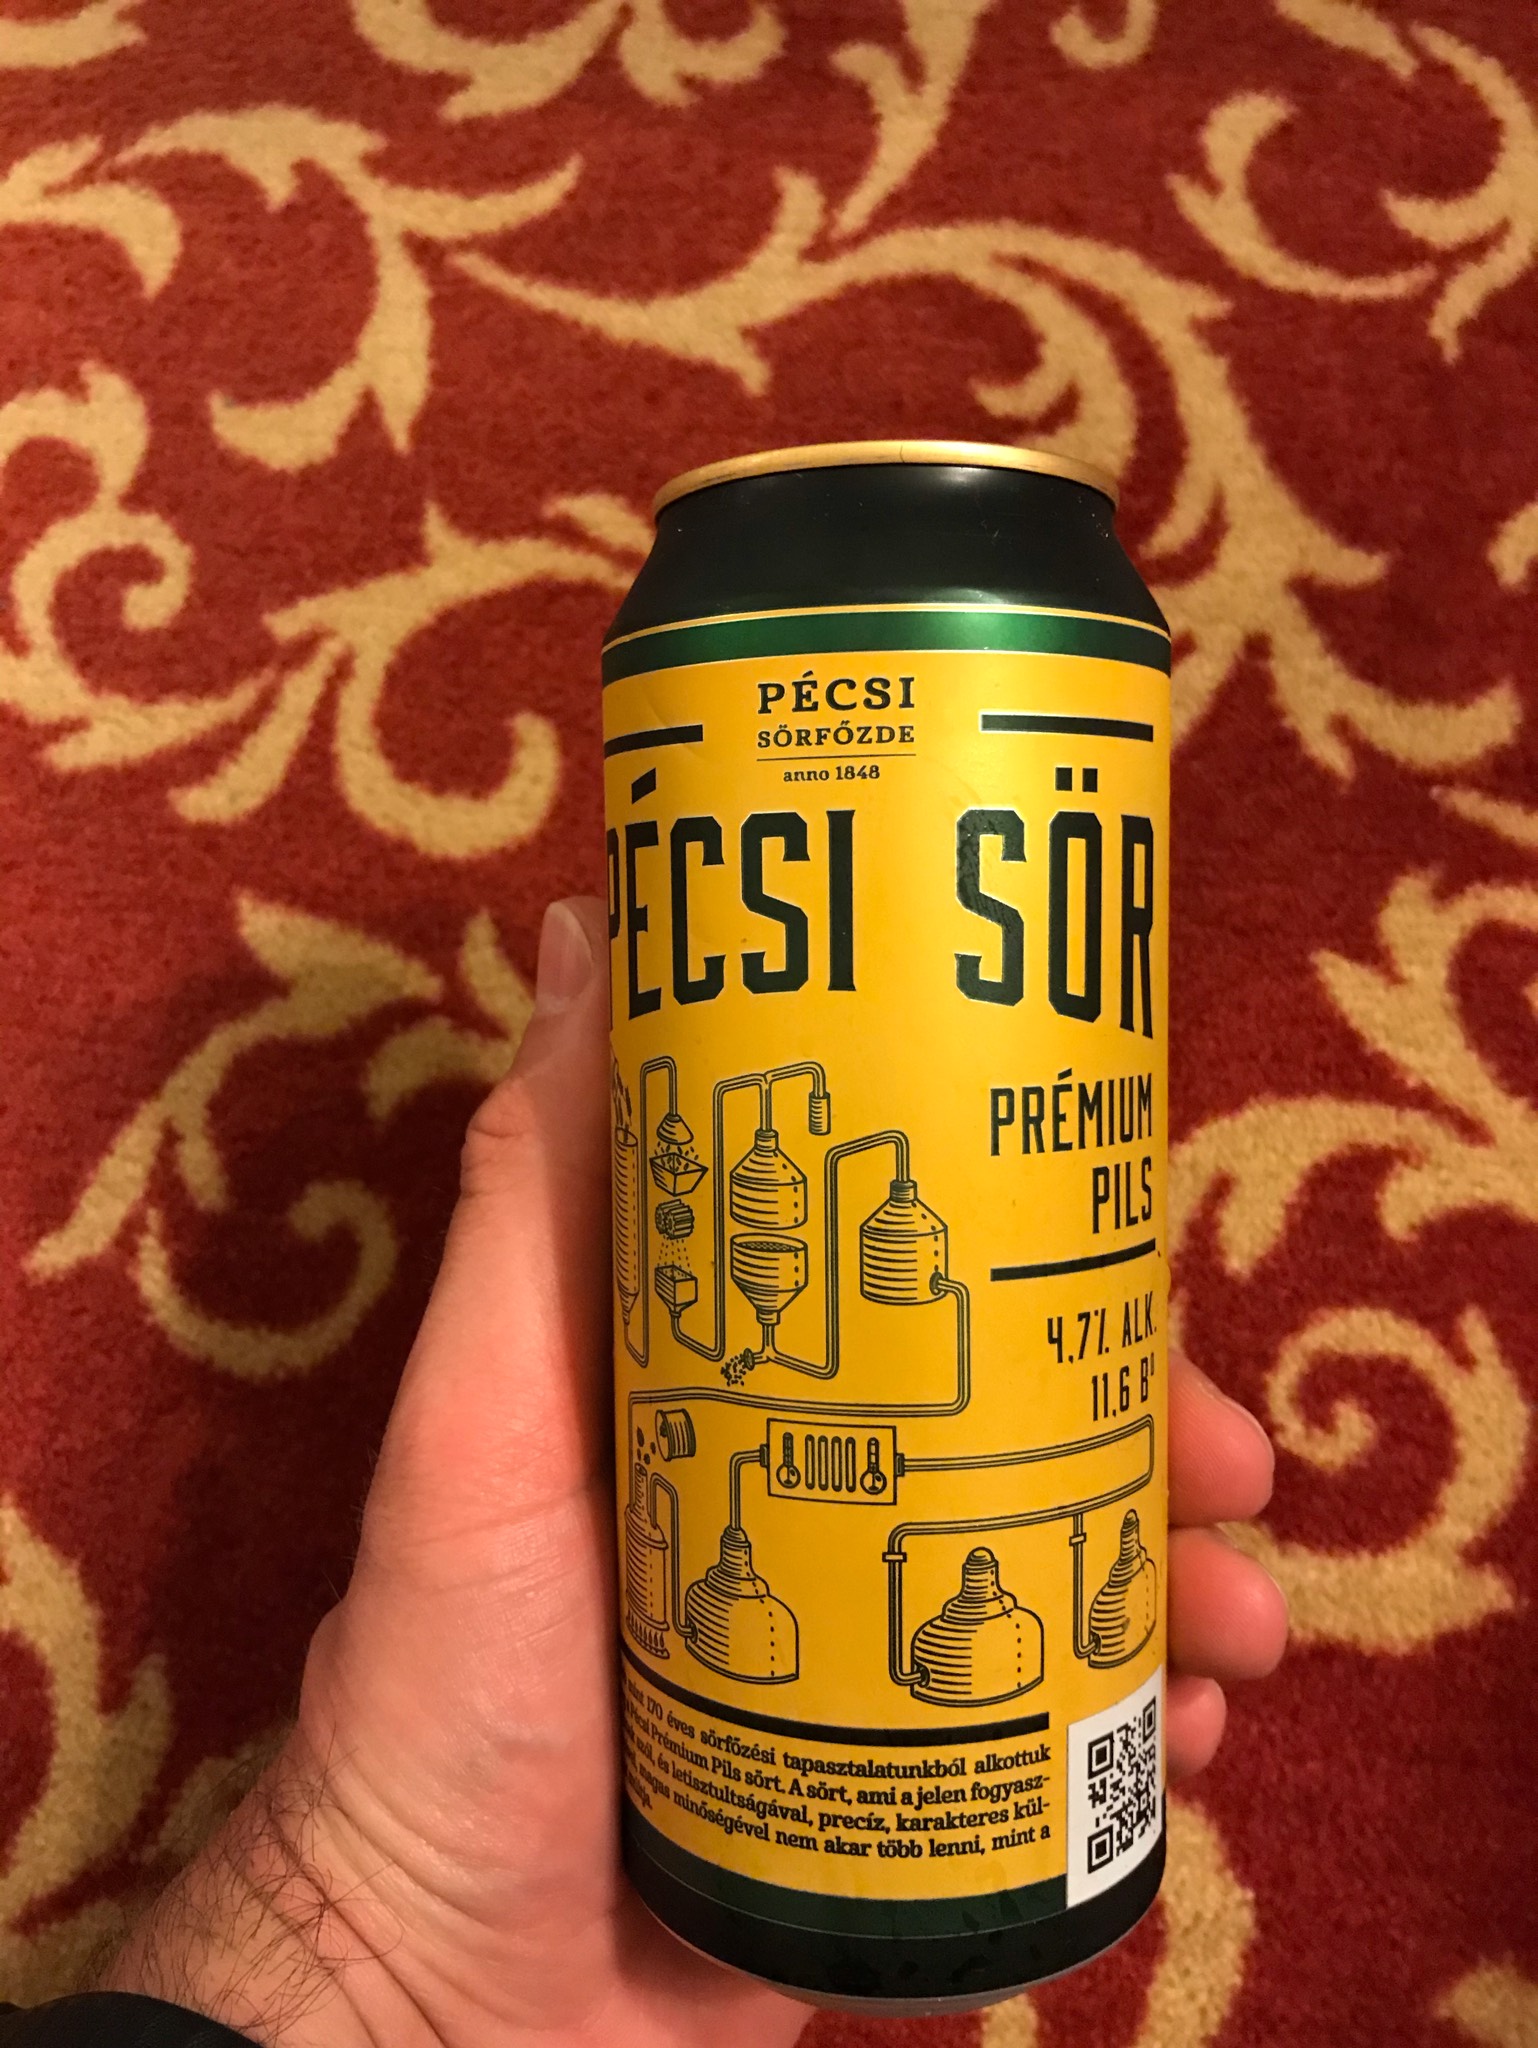 PÉCSI
SÖRFŐZDE
anno 1848
PÉCSI SÖR
PRÉMIUM
PILS
4,7% ALK.
11,6 B°
mint 170 éves sörfőzési tapasztalatunkból alkottuk
Pécsi Prémium Pils sört. A sört, ami a jelen fogyasz-
szól, és letisztultságával, precíz, karakteres kül-
magas minőségével nem akar több lenni, mint a